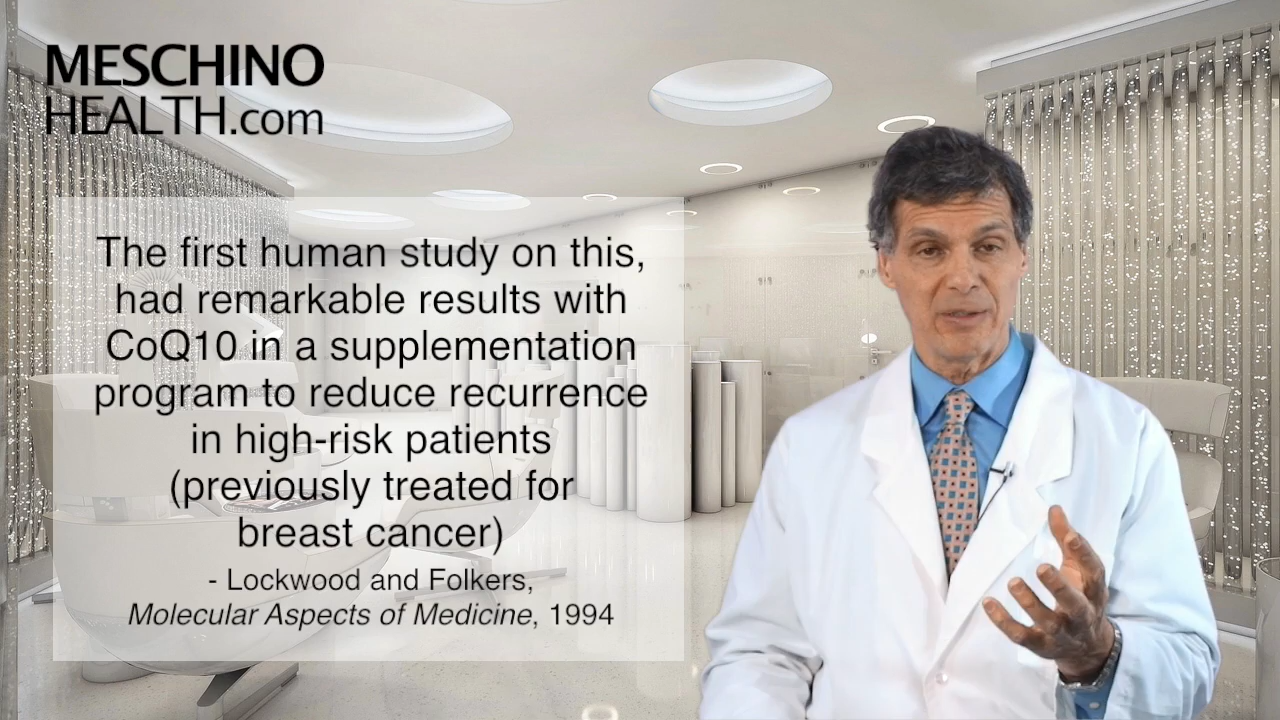 MESCHINO
HEALTH.com
The first human study on this,
had remarkable results with
CoQ10 in a supplementation
program to reduce recurrence
in high-risk patients
(previously treated for
breast cancer)
- Lockwood and Folkers,
Molecular Aspects of Medicine, 1994